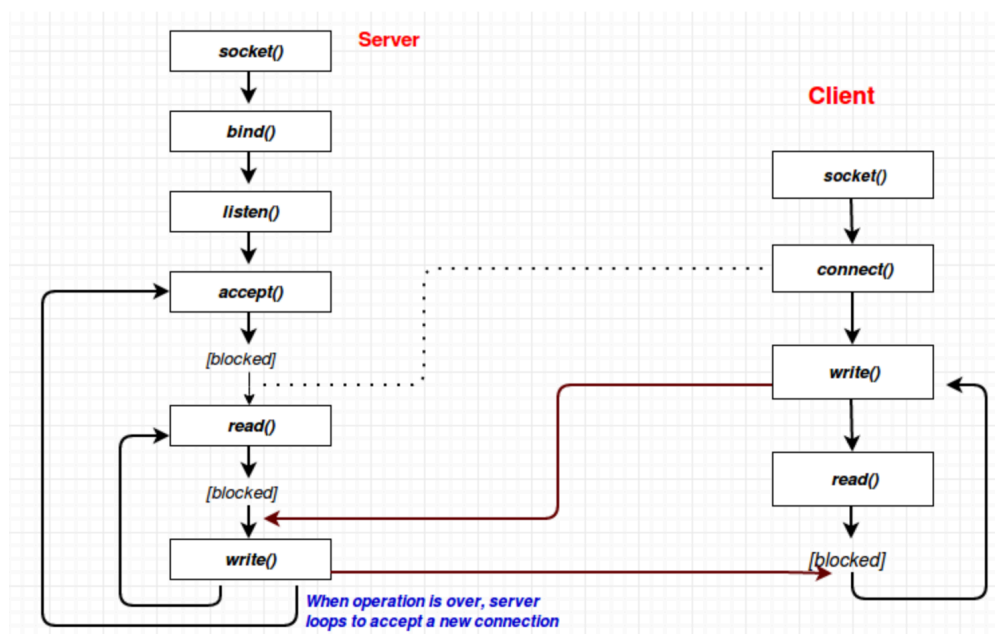 Server
socket()
bind()
listen()
accept()
[blocked]
read()
[blocked]
write()
When operation is over, server
loops to accept a new connection
Client
socket()
connect()
write()
read()
[blocked]